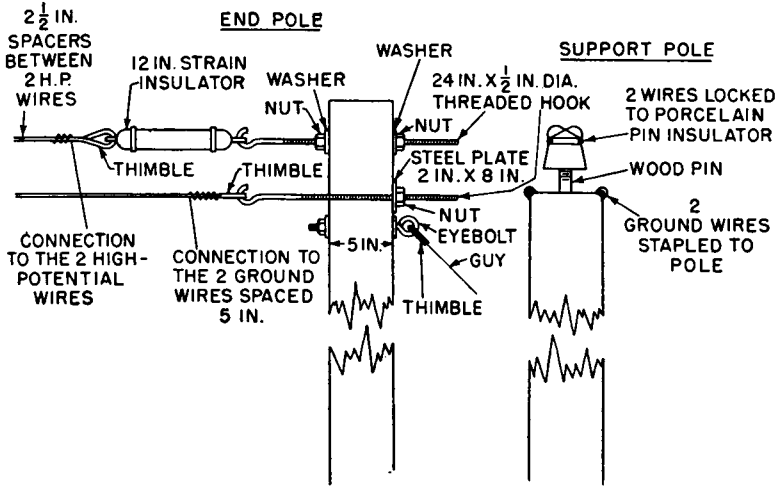 END POLE
2 1/2 IN.
SPACERS
BETWEEN
2 H.P.
WIRES
12 IN. STRAIN
INSULATOR
WASHER
NUT
WASHER
NUT
24 IN. X 1/2 IN. DIA.
THREADED HOOK
THIMBLE
THIMBLE
STEEL PLATE
2 IN. X 8 IN.
NUT
EYEBOLT
GUY
THIMBLE
5 IN.
CONNECTION
TO THE 2 HIGH-
POTENTIAL
WIRES
CONNECTION TO
THE 2 GROUND
WIRES SPACED
5 IN.
SUPPORT POLE
2 WIRES LOCKED
TO PORCELAIN
PIN INSULATOR
WOOD PIN
2
GROUND WIRES
STAPLED TO
POLE